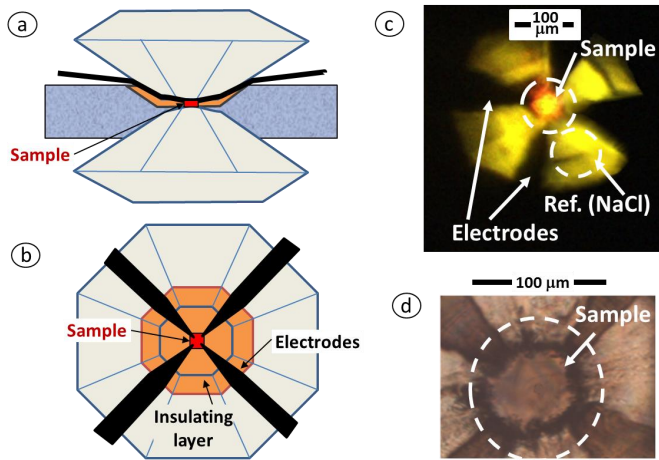 a
Sample
b
Sample
Electrodes
Insulating
layer
c
100
μm
Sample
Ref. (NaCl)
Electrodes
100 μm
d
Sample